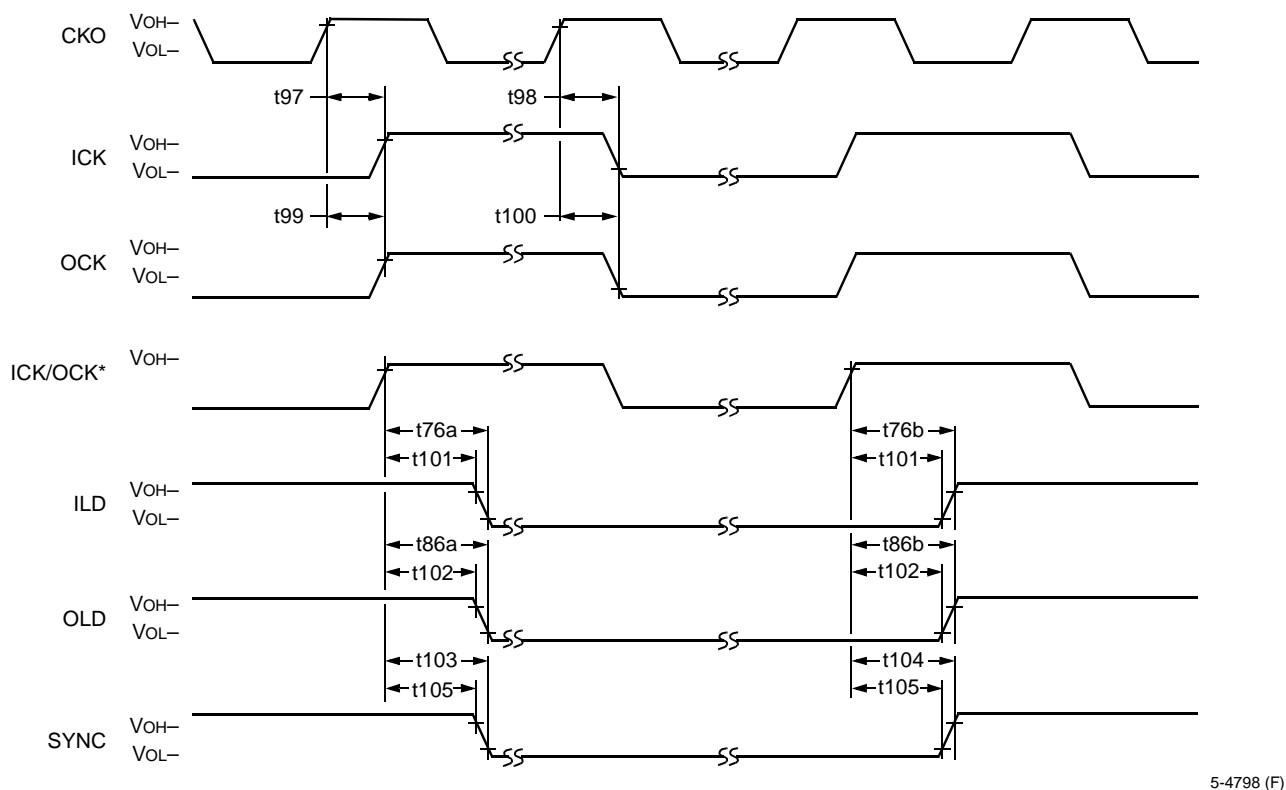 CKO
VOH–
VOL–
t97
t98
ICK
VOH–
VOL–
t99
t100
OCK
VOH–
VOL–
ICK/OCK*
VOH–
t76a
t76b
t101
t101
ILD
VOH–
VOL–
t86a
t86b
t102
t102
OLD
VOH–
VOL–
t103
t104
t105
t105
SYNC
VOH–
VOL–
5-4798 (F)